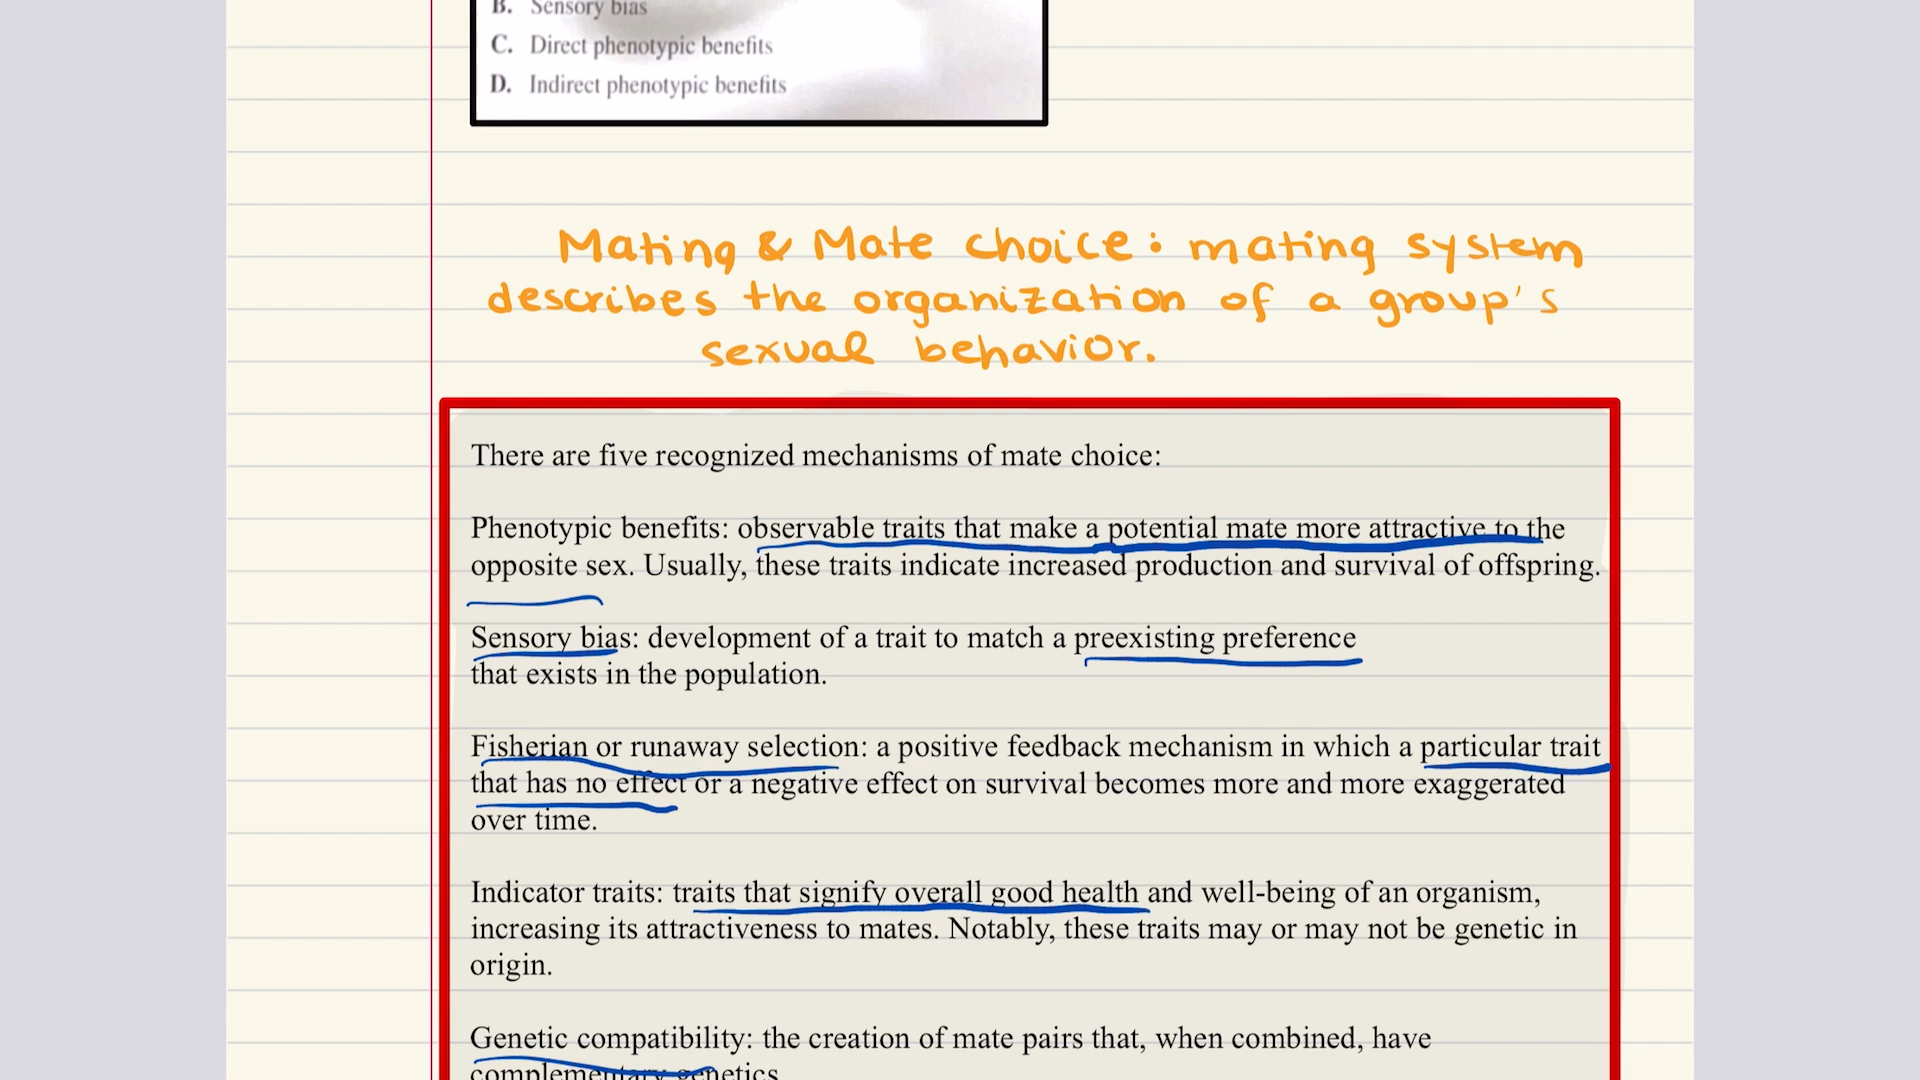 B. Sensory bias
C. Direct phenotypic benefits
D. Indirect phenotypic benefits
Mating & Mate choice: mating system
describes the organization of a group's
sexual behavior.
There are five recognized mechanisms of mate choice:
Phenotypic benefits: observable traits that make a potential mate more attractive to the
opposite sex. Usually, these traits indicate increased production and survival of offspring.
Sensory bias: development of a trait to match a preexisting preference
that exists in the population.
Fisherian or runaway selection: a positive feedback mechanism in which a particular trait
that has no effect or a negative effect on survival becomes more and more exaggerated
over time.
Indicator traits: traits that signify overall good health and well-being of an organism,
increasing its attractiveness to mates. Notably, these traits may or may not be genetic in
origin.
Genetic compatibility: the creation of mate pairs that, when combined, have
complementary genetics